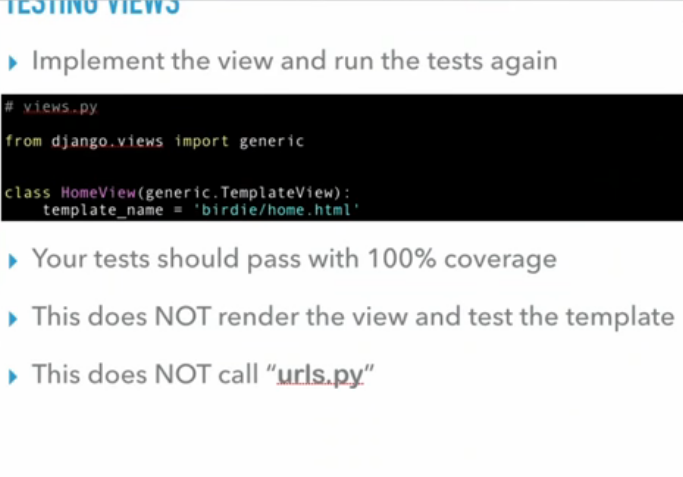 TESTING VIEWS
Implement the view and run the tests again
# views.py
from django.views import generic
class HomeView(generic.TemplateView):
template_name = 'birdie/home.html'
Your tests should pass with 100% coverage
This does NOT render the view and test the template
This does NOT call “urls.py”